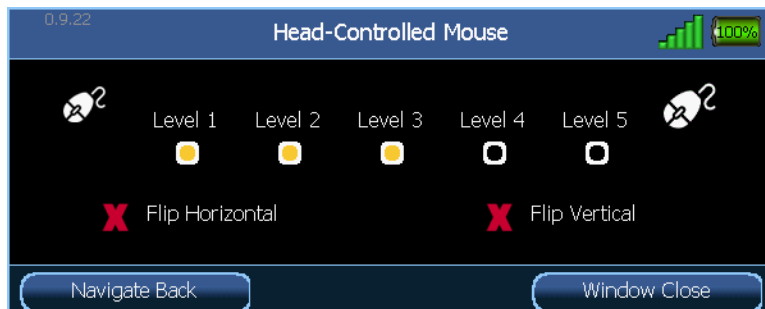 0.9.22
Head-Controlled Mouse
100%
Level 1 Level 2 Level 3 Level 4 Level 5
Flip Horizontal Flip Vertical
Navigate Back Window Close